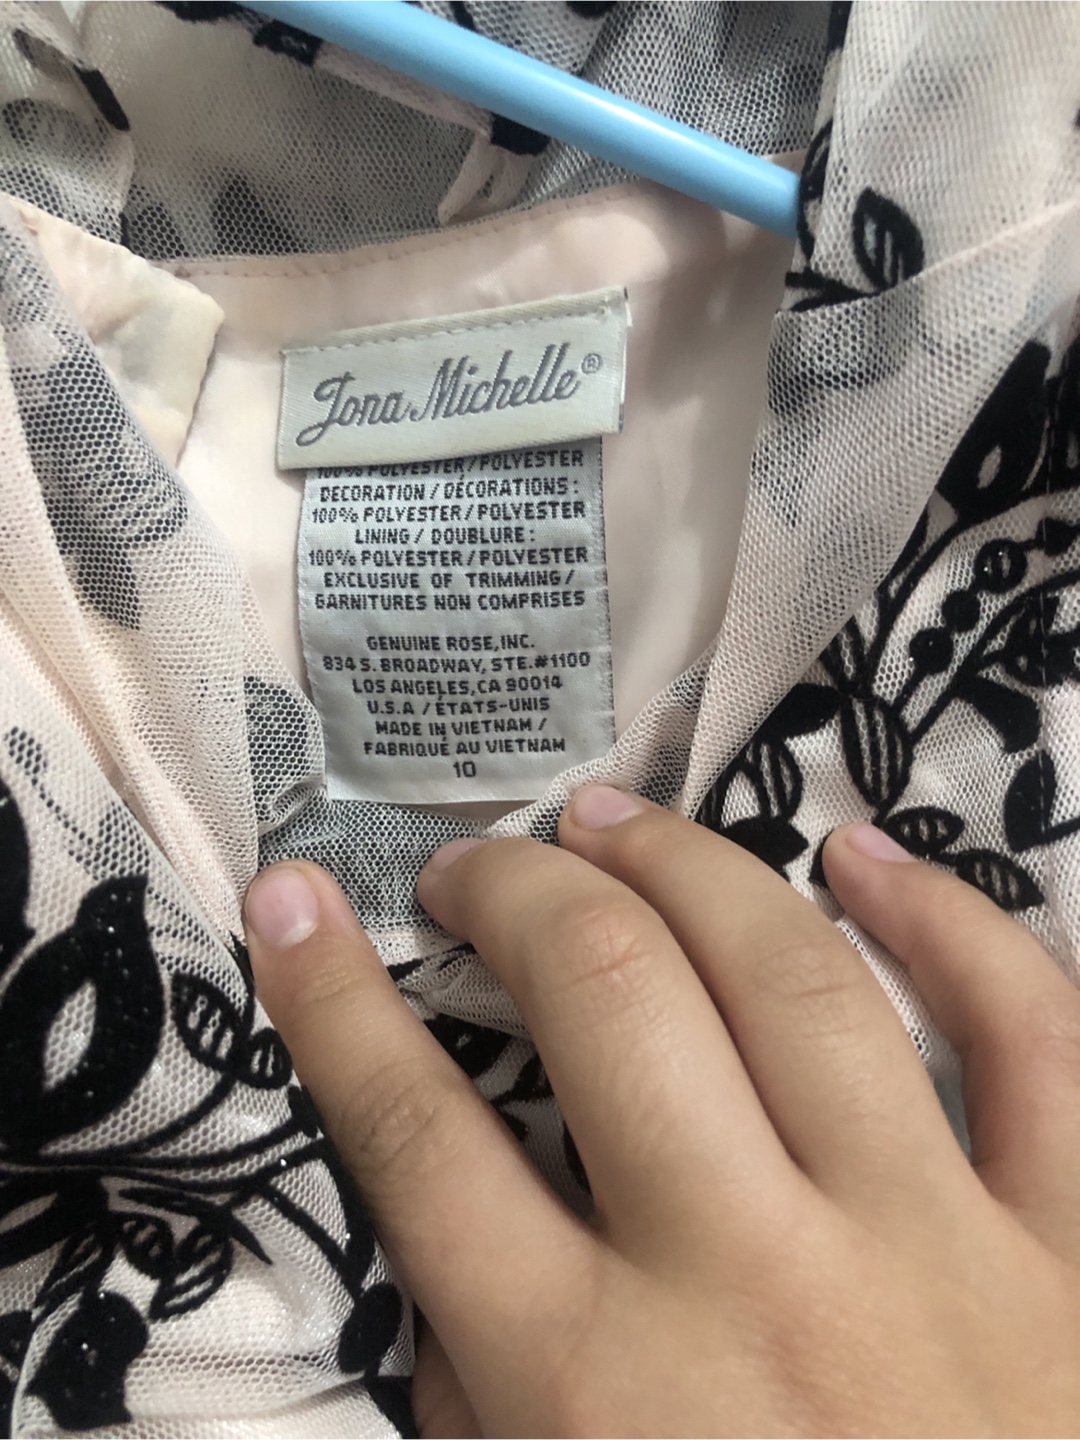 Jona Michelle®
100% POLYESTER/POLYESTER
DECORATION / DÉCORATIONS:
100% POLYESTER/POLYESTER
LINING / DOUBLURE:
100% POLYESTER/POLYESTER
EXCLUSIVE OF TRIMMING/
GARNITURES NON COMPRISES
GENUINE ROSE,INC.
834 S. BROADWAY, STE.#1100
LOS ANGELES,CA 90014
U.S.A / ÉTATS-UNIS
MADE IN VIETNAM /
FABRIQUÉ AU VIETNAM
10